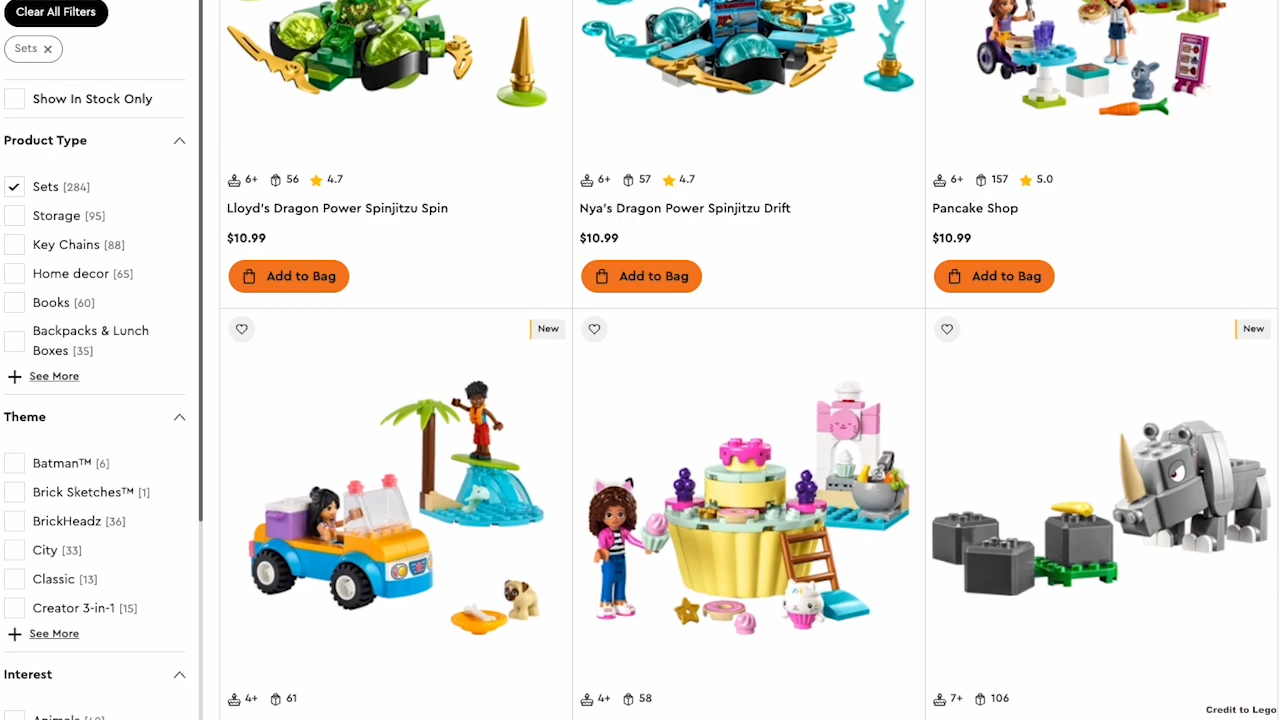 Clear All Filters
Sets
Show In Stock Only
Product Type
Sets [284]
Storage [95]
Key Chains [88]
Home decor [65]
Books [60]
Backpacks & Lunch
Boxes [35]
See More
Theme
Batman™ [6]
Brick Sketches™ [1]
BrickHeadz [36]
City [33]
Classic [13]
Creator 3-in-1 [15]
See More
Interest
6+ 56 4.7
Lloyd's Dragon Power Spinjitzu Spin
$10.99
Add to Bag
6+ 57 4.7
Nya's Dragon Power Spinjitzu Drift
$10.99
Add to Bag
6+ 157 5.0
Pancake Shop
$10.99
Add to Bag
New
4+ 61
4+ 58
New
7+ 106
Credit to Lego